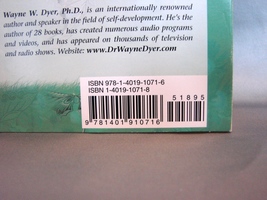 Wayne W. Dyer, Ph.D., is an internationally renowned
author and speaker in the field of self-development. He's the
author of 28 books, has created numerous audio programs
and videos, and has appeared on thousands of television
and radio shows. Website: www.DrWayneDyer.com
ISBN 978-1-4019-1071-6
ISBN 1-4019-1071-8
51895
9 781401 910716